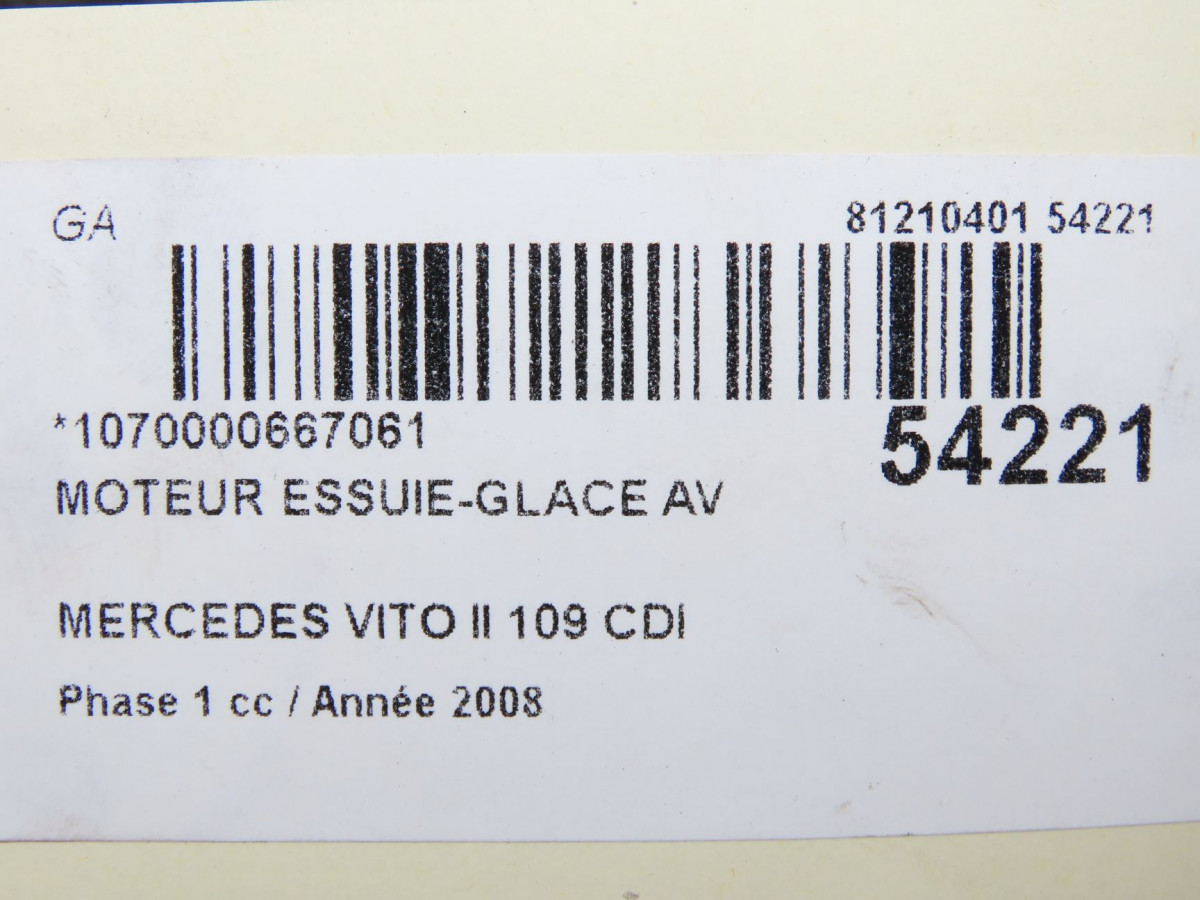 GA
81210401 54221
*1070000667061
54221
MOTEUR ESSUIE-GLACE AV
MERCEDES VITO II 109 CDI
Phase 1 cc / Année 2008